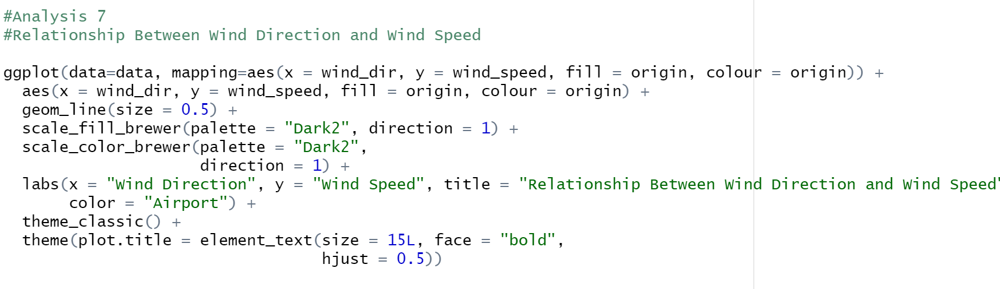 #Analysis 7
#Relationship Between Wind Direction and Wind Speed
ggplot(data=data, mapping=aes(x = wind_dir, y = wind_speed, fill = origin, colour = origin)) +
  aes(x = wind_dir, y = wind_speed, fill = origin, colour = origin) +
  geom_line(size = 0.5) +
  scale_fill_brewer(palette = "Dark2", direction = 1) +
  scale_color_brewer(palette = "Dark2",
                     direction = 1) +
  labs(x = "Wind Direction", y = "Wind Speed", title = "Relationship Between Wind Direction and Wind Speed"
       color = "Airport") +
  theme_classic() +
  theme(plot.title = element_text(size = 15L, face = "bold",
                                  hjust = 0.5))